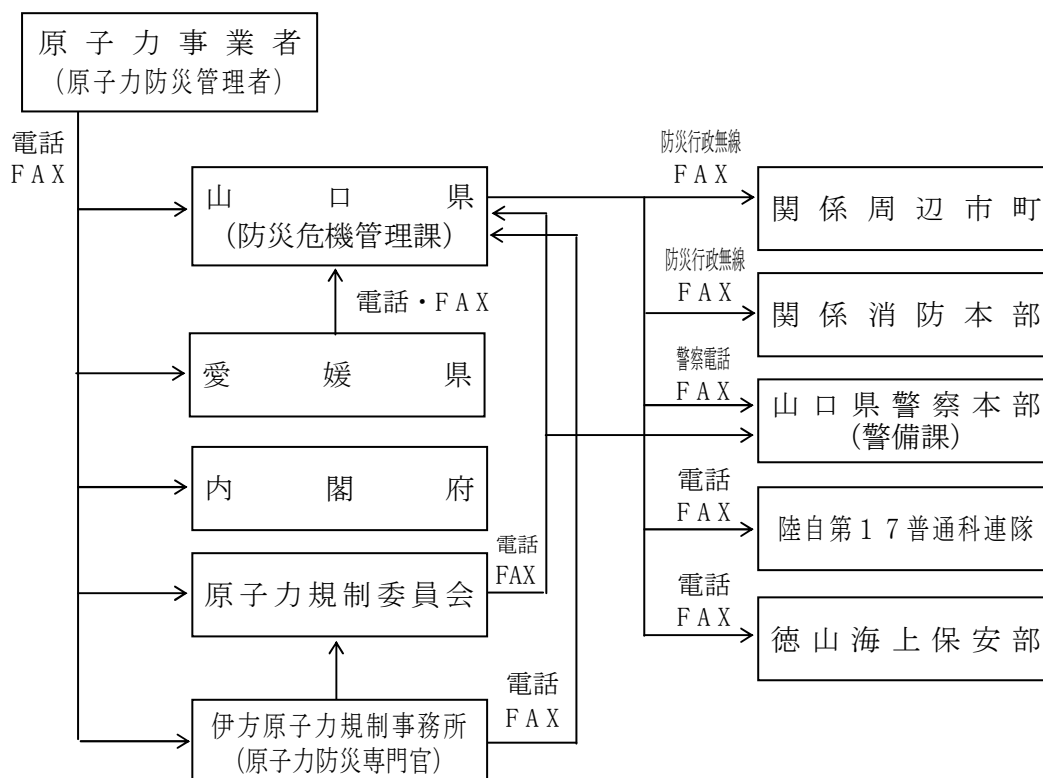 原子力事業者
(原子力防災管理者)
電話
FAX
山口県
(防災危機管理課)
電話・FAX
愛媛県
内閣府
原子力規制委員会
電話
FAX
伊方原子力規制事務所
(原子力防災専門官)
電話
FAX
防災行政無線
FAX
関係周辺市町
防災行政無線
FAX
関係消防本部
警察電話
FAX
山口県警察本部
(警備課)
電話
FAX
陸自第17普通科連隊
電話
FAX
徳山海上保安部